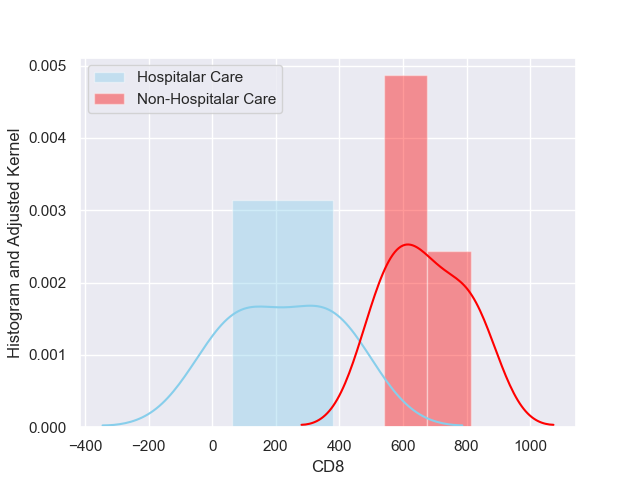 Hospitalar Care
Non-Hospitalar Care
Histogram and Adjusted Kernel
0.005
0.004
0.003
0.002
0.001
0.000
−400 −200 0 200 400 600 800 1000
CD8